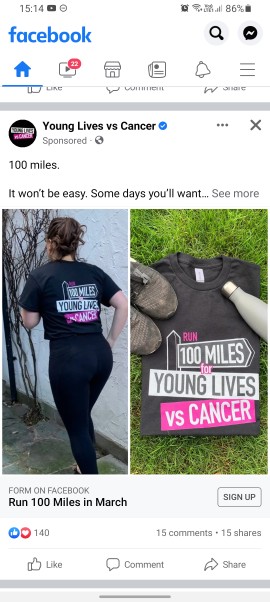 15:14
86%
facebook
22
Like Comment Share
YOUNG LIVES
vs CANCER
Young Lives vs Cancer
Sponsored ·
100 miles.
It won't be easy. Some days you'll want... See more
RUN
100 MILES
for
YOUNG LIVES
vs CANCER
RUN
100 MILES
for
YOUNG LIVES
vs CANCER
FORM ON FACEBOOK
Run 100 Miles in March
SIGN UP
140
15 comments • 15 shares
Like Comment Share